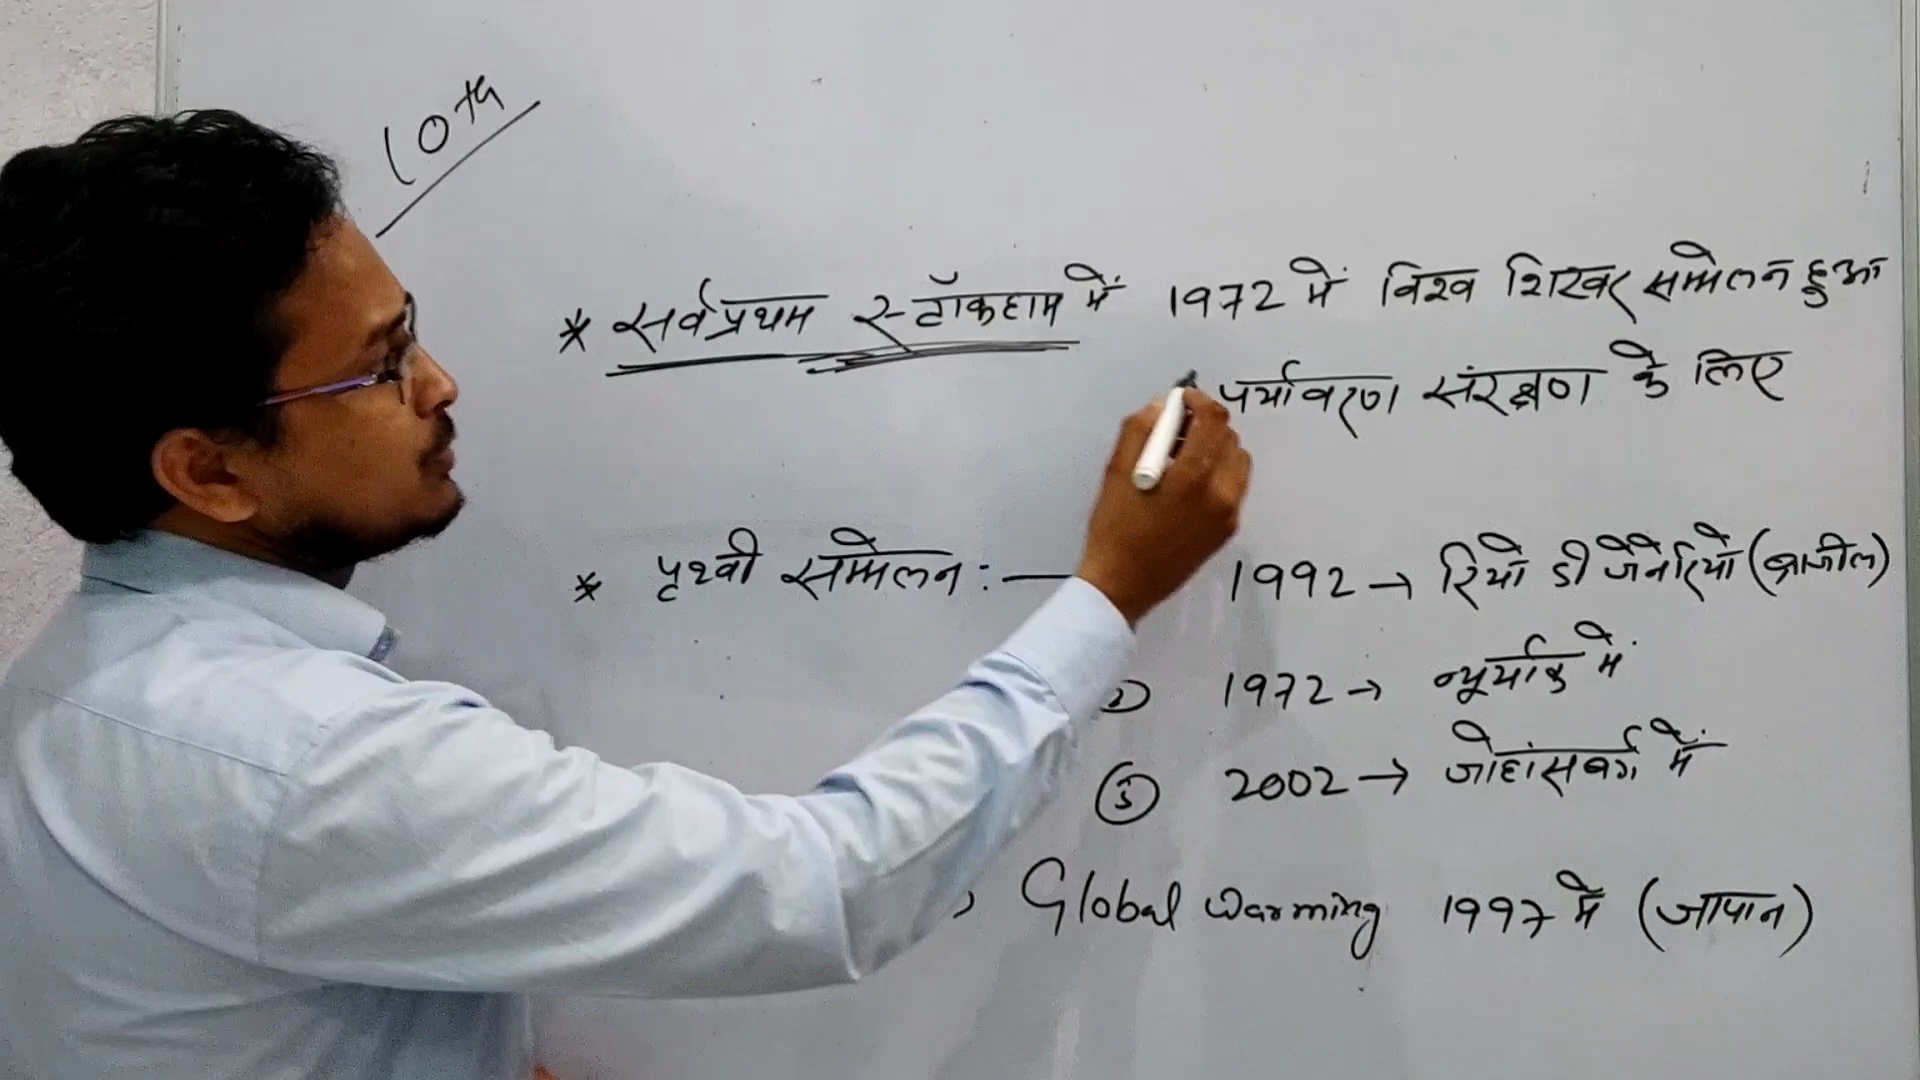 10th
* सर्वप्रथम स्टॉकहाम में 1972 में विश्व शिखर सम्मेलन हुआ
पर्यावरण संरक्षण के लिए
* पृथ्वी सम्मेलन :— 1992 → रियो डी जेनेरियो (ब्राजील)
② 1972 → न्यूर्याक में
③ 2002 → जोहांसबर्ग में
Global warming 1997 में (जापान)